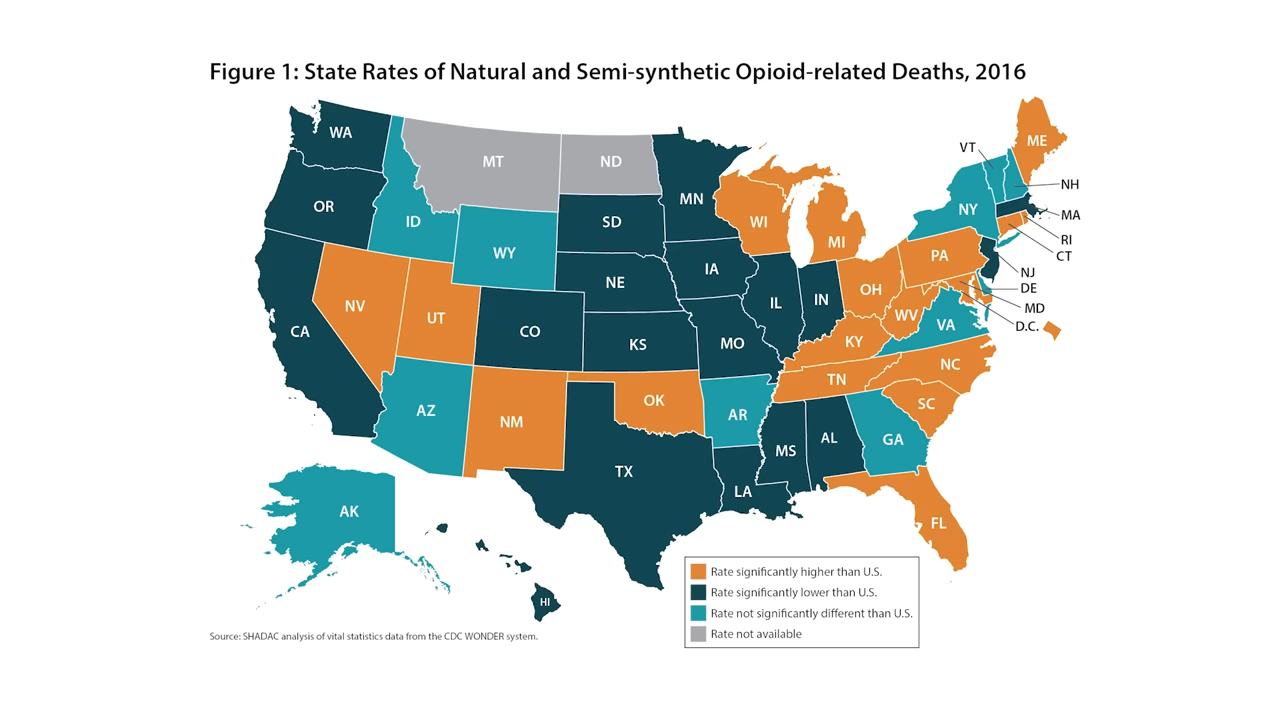 Figure 1: State Rates of Natural and Semi-synthetic Opioid-related Deaths, 2016
WA
MT
ND
VT
ME
OR
ID
MN
NH
SD
WI
NY
MA
WY
MI
RI
CT
IA
PA
NE
NJ
NV
UT
IL
IN
OH
DE
CA
CO
WV
MD
KS
MO
KY
VA
D.C.
AZ
NM
OK
AR
TN
NC
SC
TX
MS
AL
GA
LA
AK
FL
HI
Rate significantly higher than U.S.
Rate significantly lower than U.S.
Rate not significantly different than U.S.
Rate not available
Source: SHADAC analysis of vital statistics data from the CDC WONDER system.